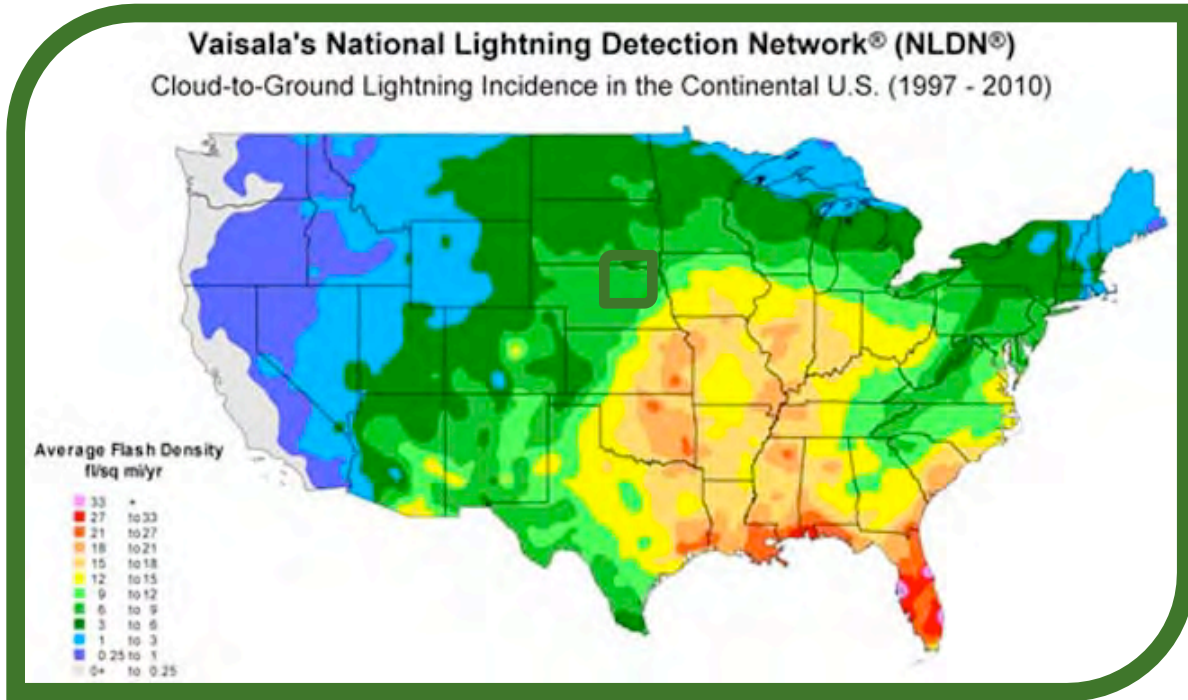 Vaisala's National Lightning Detection Network® (NLDN®)
Cloud-to-Ground Lightning Incidence in the Continental U.S. (1997 - 2010)
Average Flash Density
fl/sq mi/yr
33 +
27 to 33
21 to 27
18 to 21
15 to 18
12 to 15
9 to 12
6 to 9
3 to 6
1 to 3
0.25 to 1
0+ to 0.25